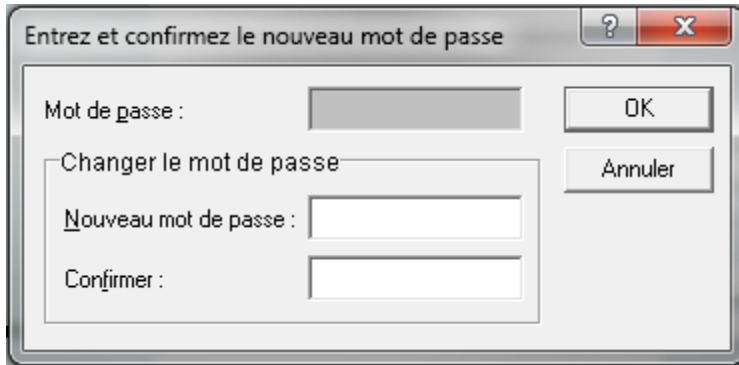 Entrez et confirmez le nouveau mot de passe
Mot de passe :
OK
Changer le mot de passe
Annuler
Nouveau mot de passe :
Confirmer :